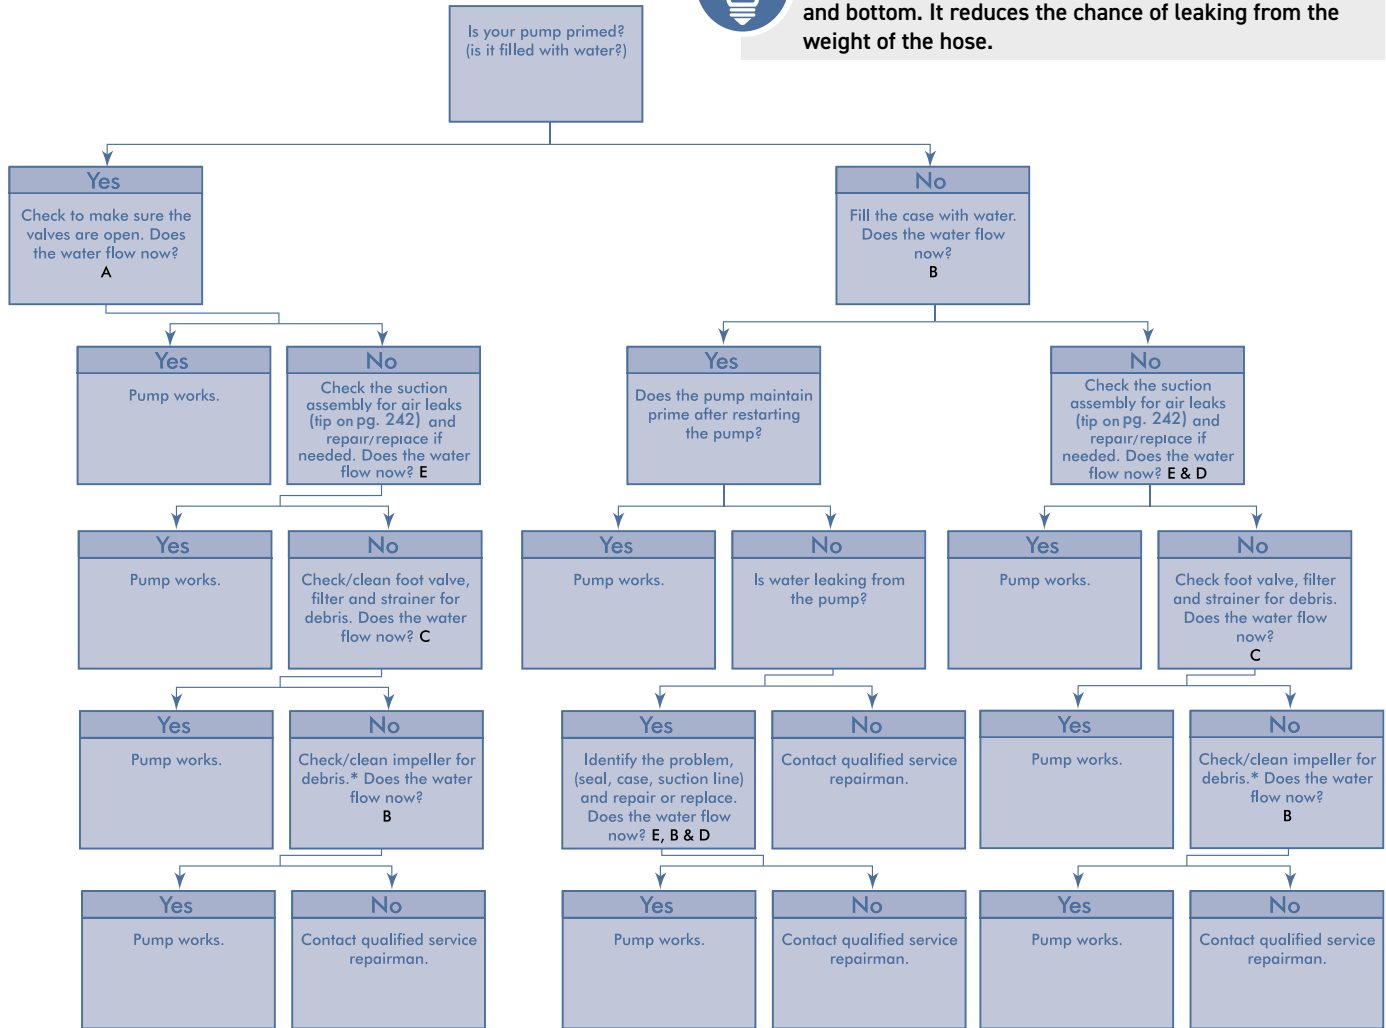 and bottom. It reduces the chance of leaking from the
weight of the hose.
Is your pump primed?
(is it filled with water?)
Yes
Check to make sure the
valves are open. Does
the water flow now?
A
No
Fill the case with water.
Does the water flow
now?
B
Yes
Pump works.
No
Check the suction
assembly for air leaks
(tip on pg. 242) and
repair/replace if
needed. Does the water
flow now? E
Yes
Does the pump maintain
prime after restarting
the pump?
No
Check the suction
assembly for air leaks
(tip on pg. 242) and
repair/replace if
needed. Does the water
flow now? E & D
Yes
Pump works.
No
Check/clean foot valve,
filter and strainer for
debris. Does the water
flow now? C
Yes
Pump works.
No
Is water leaking from
the pump?
Yes
Pump works.
No
Check foot valve, filter
and strainer for debris.
Does the water flow
now?
C
Yes
Pump works.
No
Check/clean impeller for
debris.* Does the water
flow now?
B
Yes
Identify the problem,
(seal, case, suction line)
and repair or replace.
Does the water flow
now? E, B & D
No
Contact qualified service
repairman.
Yes
Pump works.
No
Check/clean impeller for
debris.* Does the water
flow now?
B
Yes
Pump works.
No
Contact qualified service
repairman.
Yes
Pump works.
No
Contact qualified service
repairman.
Yes
Pump works.
No
Contact qualified service
repairman.